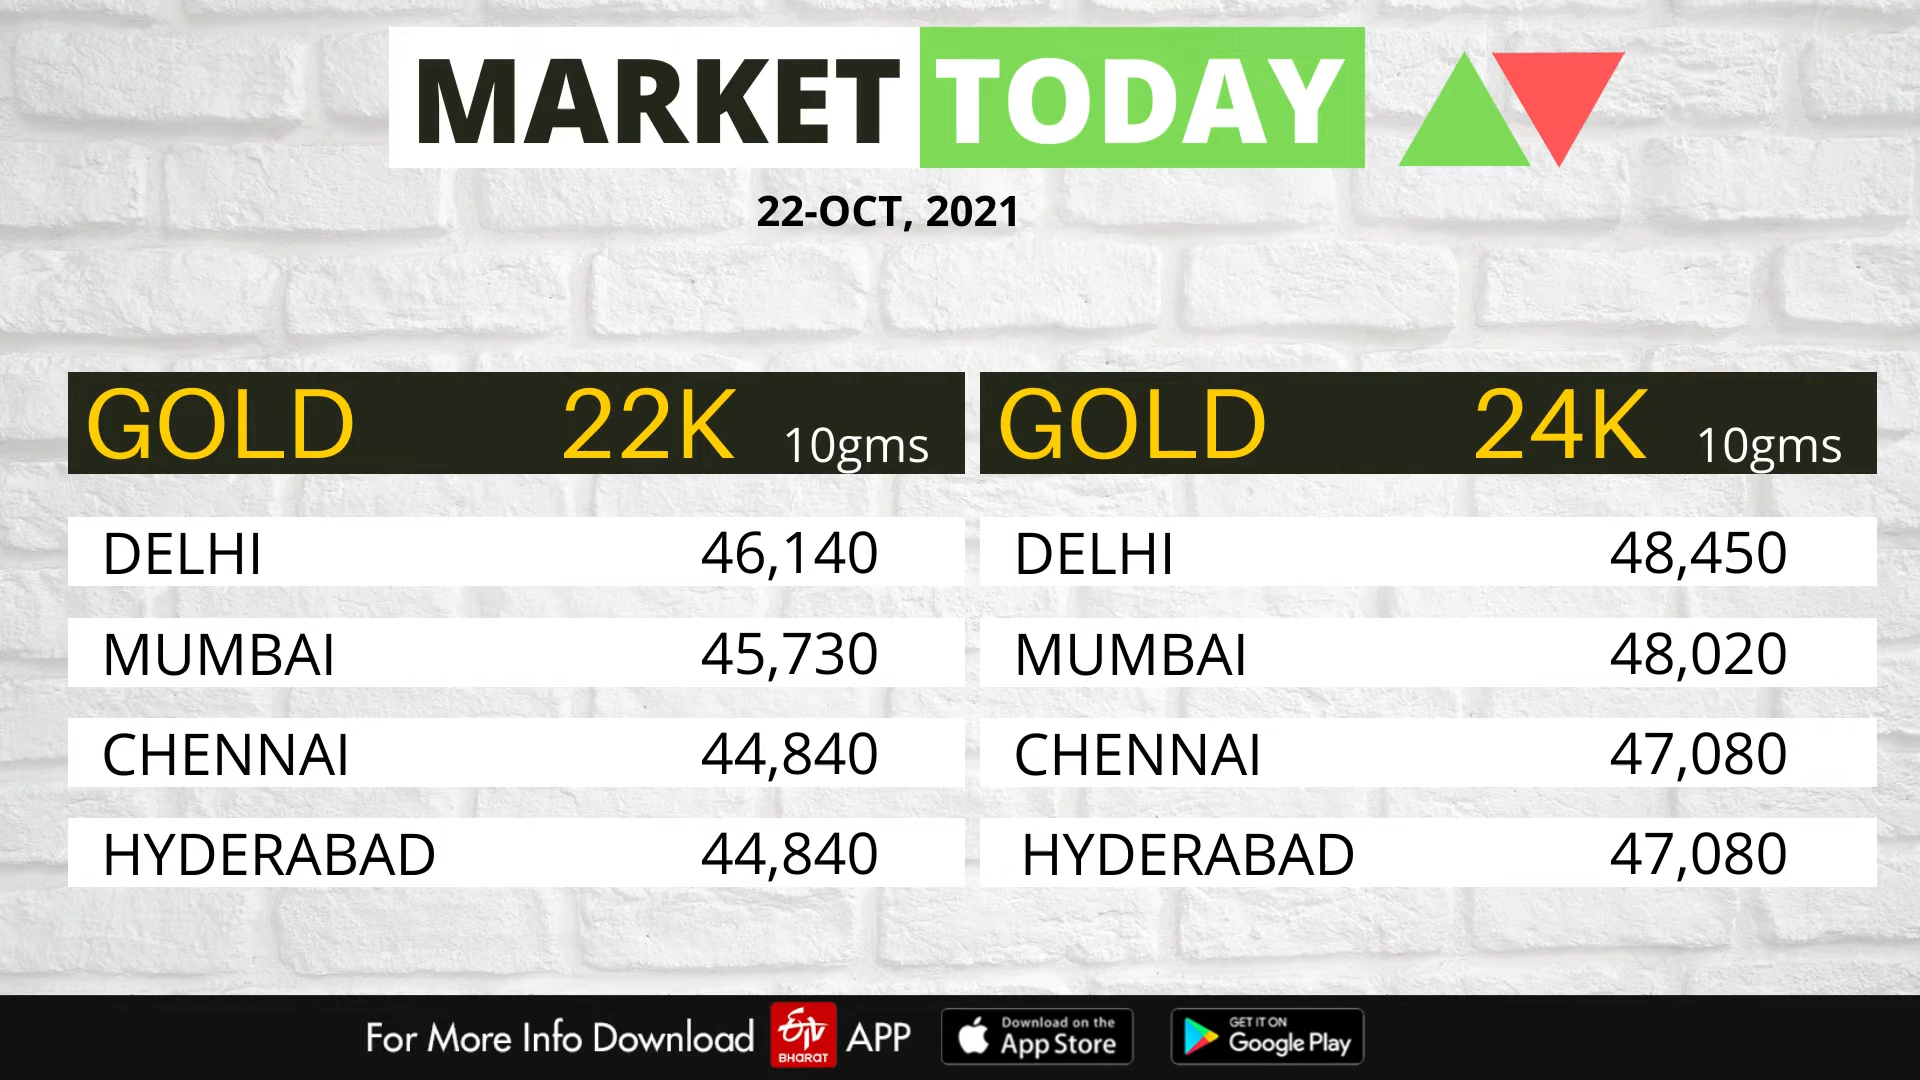 MARKET TODAY
22-OCT, 2021
GOLD 22K 10gms
DELHI 46,140
MUMBAI 45,730
CHENNAI 44,840
HYDERABAD 44,840
GOLD 24K 10gms
DELHI 48,450
MUMBAI 48,020
CHENNAI 47,080
HYDERABAD 47,080
For More Info Download ETV BHARAT APP
Download on the
App Store
GET IT ON
Google Play